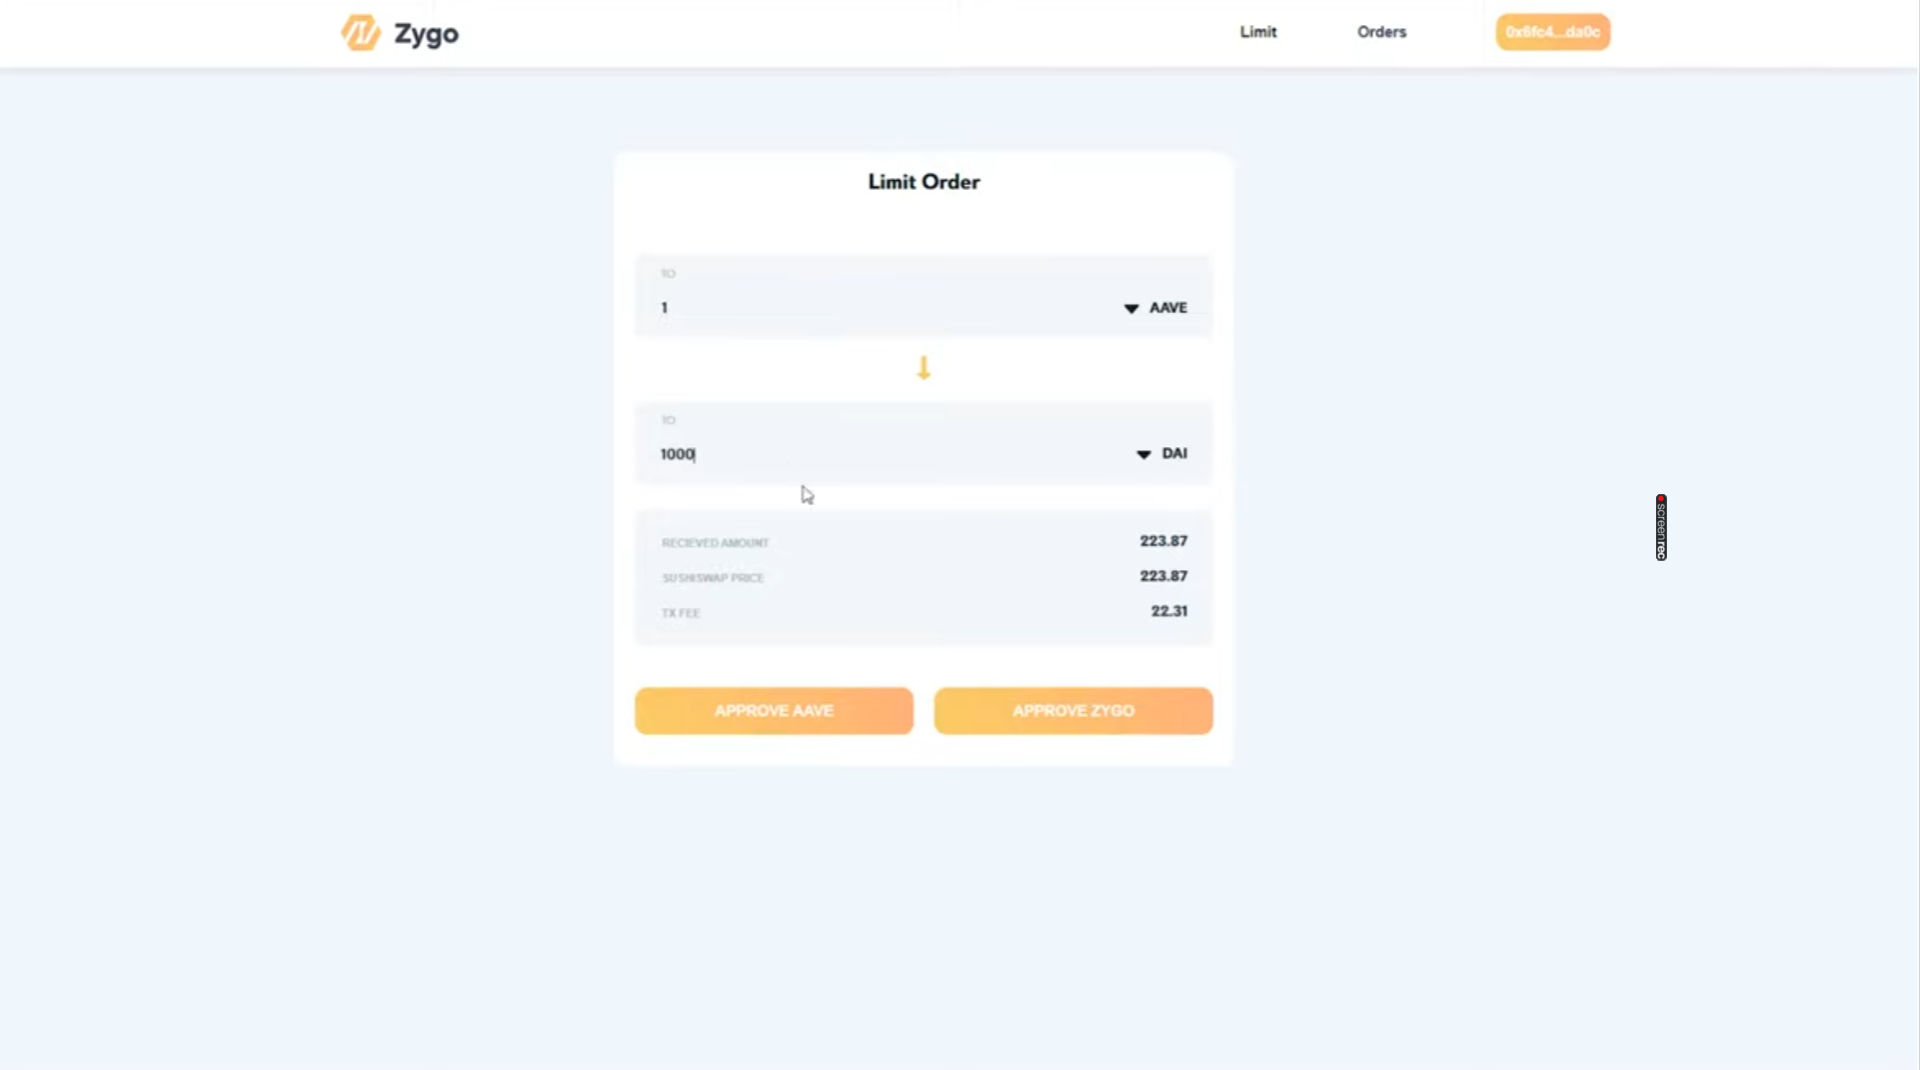 Zygo
Limit
Orders
0x6fc4...da0c
Limit Order
TO
1
AAVE
TO
1000
DAI
RECIEVED AMOUNT
223.87
SUSHISWAP PRICE
223.87
TX FEE
22.31
APPROVE AAVE
APPROVE ZYGO
screenrec